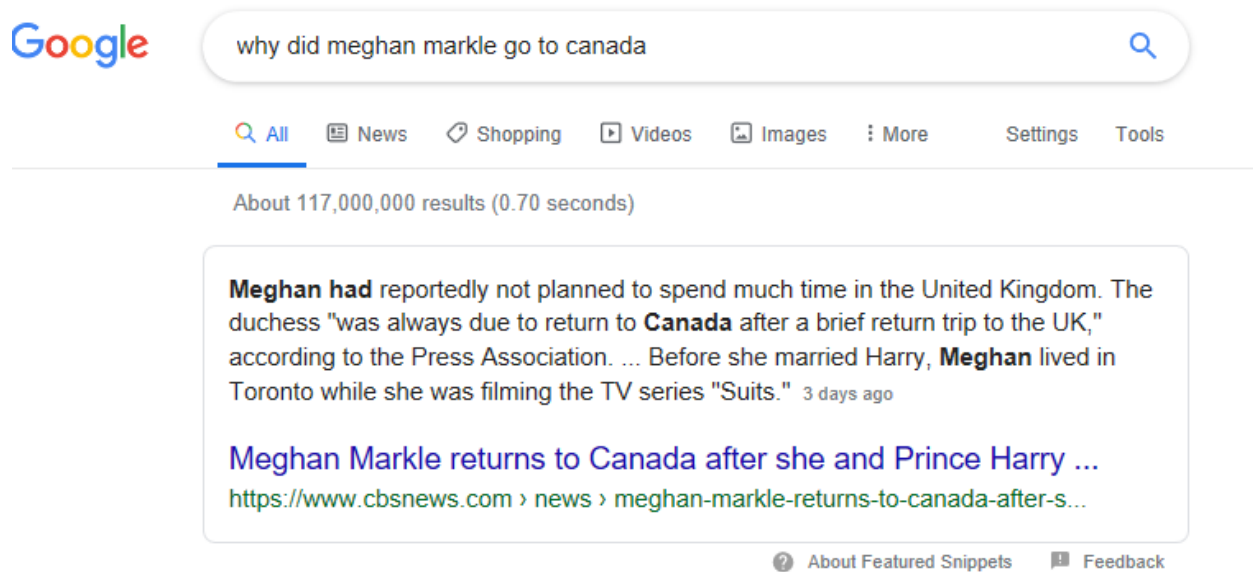 Google
why did meghan markle go to canada
All News Shopping Videos Images More Settings Tools
About 117,000,000 results (0.70 seconds)
Meghan had reportedly not planned to spend much time in the United Kingdom. The
duchess "was always due to return to Canada after a brief return trip to the UK,"
according to the Press Association. ... Before she married Harry, Meghan lived in
Toronto while she was filming the TV series "Suits." 3 days ago
Meghan Markle returns to Canada after she and Prince Harry ...
https://www.cbsnews.com › news › meghan-markle-returns-to-canada-after-s...
About Featured Snippets Feedback